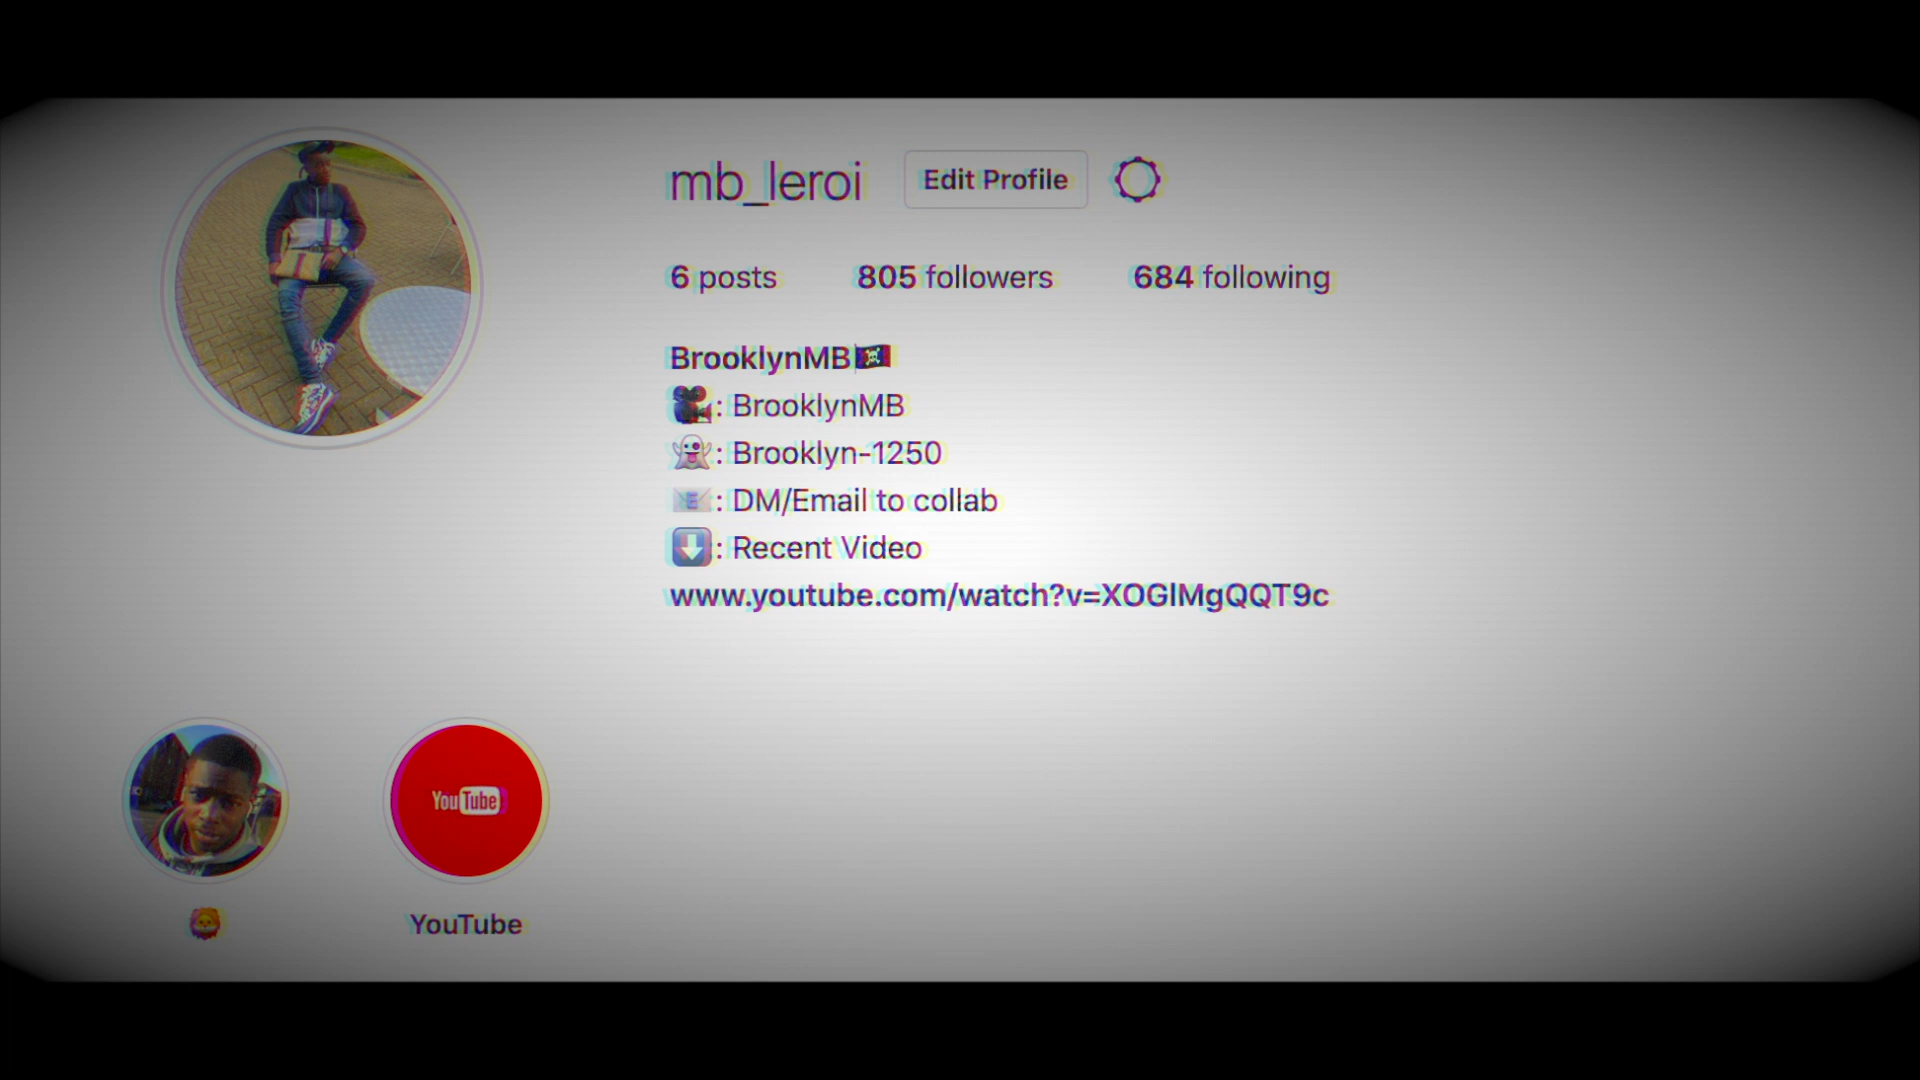 mb_leroi Edit Profile
6 posts 805 followers 684 following
BrooklynMB🏴‍☠️
🎥: BrooklynMB
👻: Brooklyn-1250
📧: DM/Email to collab
⬇️: Recent Video
www.youtube.com/watch?v=XOGlMgQQT9c
YouTube
🦁 YouTube